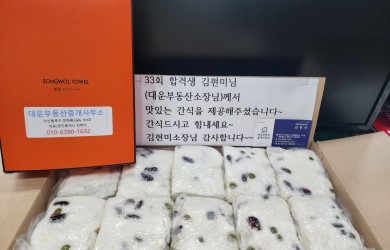 SONGWOL TOWEL
대운부동산중개사무소
010-6380-1632
33회 합격생 김현미님
(대운부동산소장님)께서
맛있는 간식을 제공해주셨습니다~
간식드시고 힘내세요~
김현미소장님 감사합니다~~